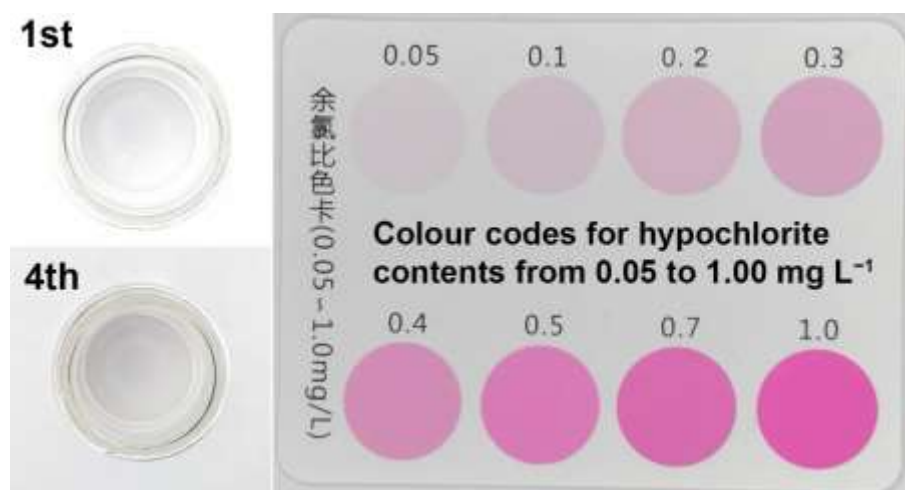 1st
4th
0.05 0.1 0.2 0.3
余氯比色卡(0.05~1.0mg/L)
Colour codes for hypochlorite
contents from 0.05 to 1.00 mg L⁻¹
0.4 0.5 0.7 1.0